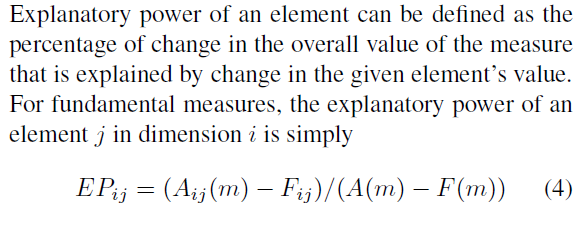 Explanatory power of an element can be defined as the
percentage of change in the overall value of the measure
that is explained by change in the given element's value.
For fundamental measures, the explanatory power of an
element j in dimension i is simply
EP_{ij} = (A_{ij}(m) − F_{ij})/(A(m) − F(m)) (4)